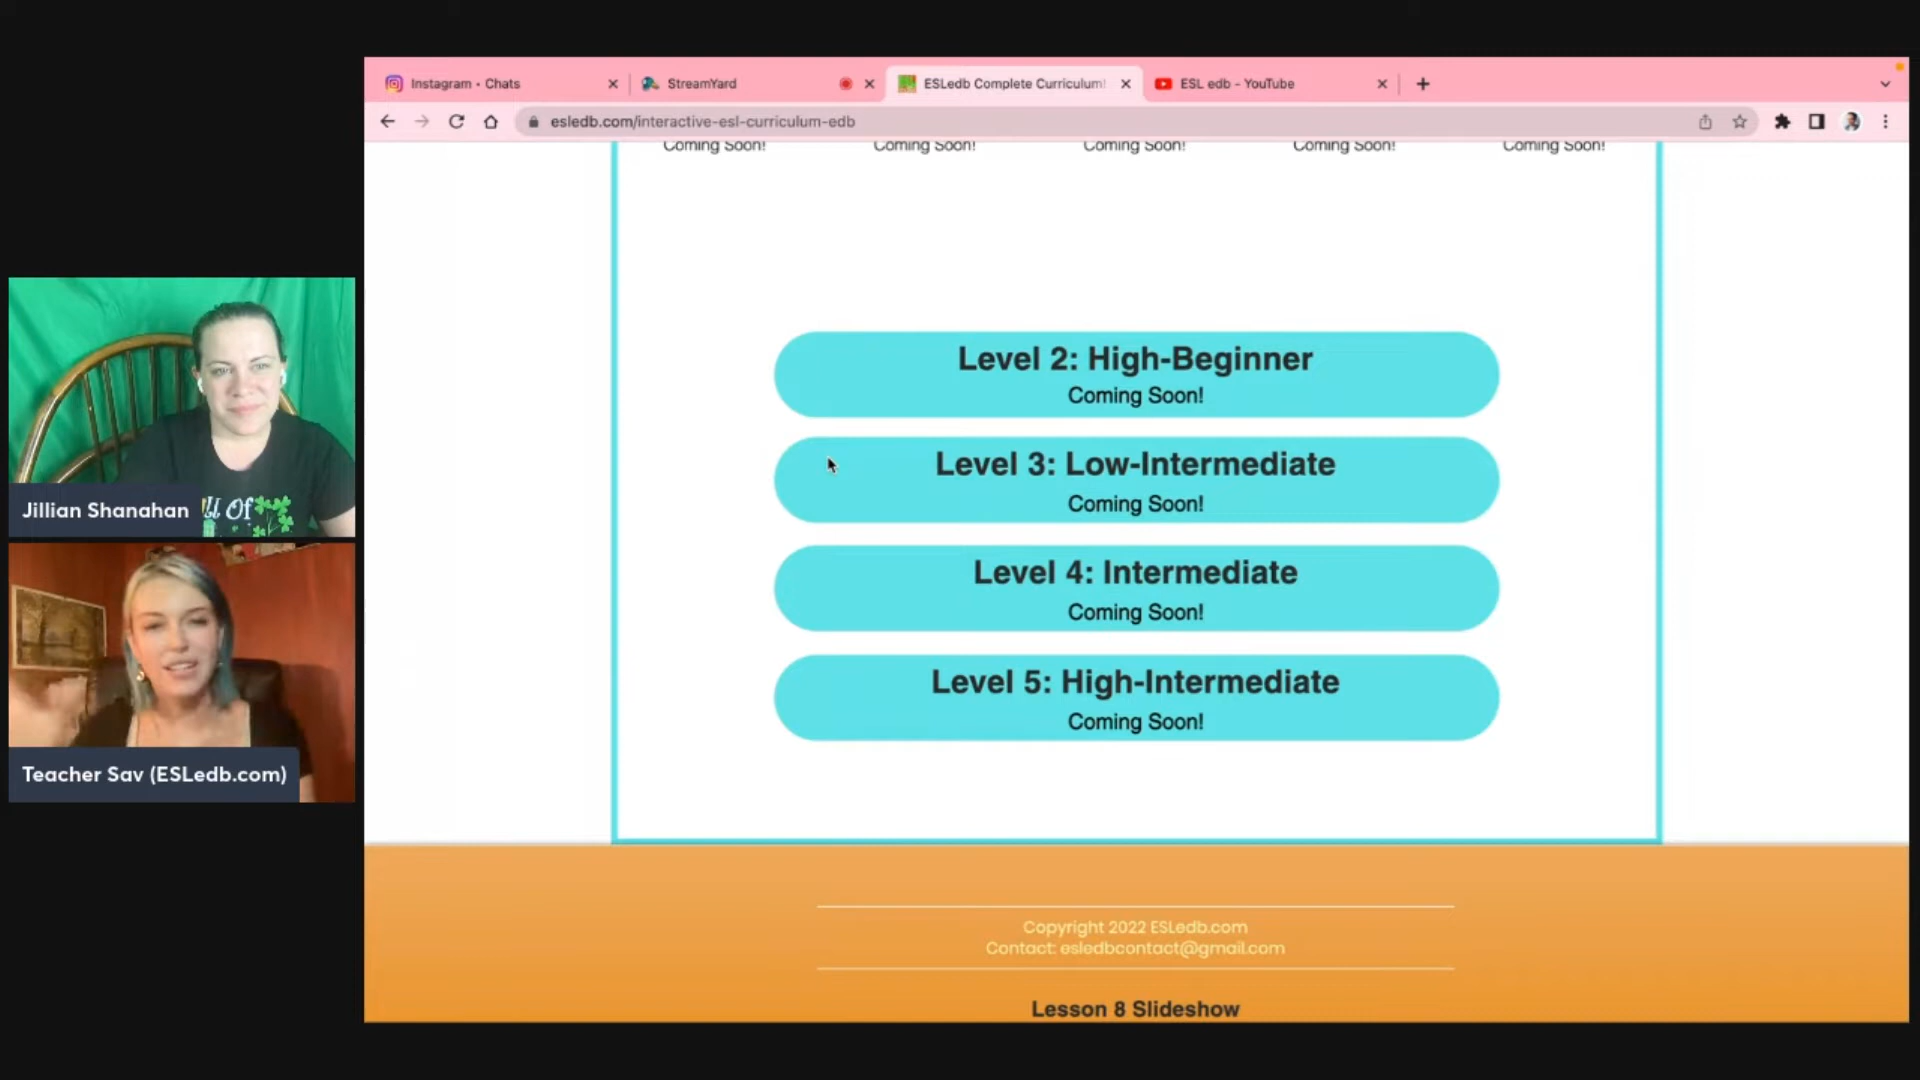 Instagram • Chats
StreamYard
ESLedb Complete Curriculum!
ESL edb - YouTube
esledb.com/interactive-esl-curriculum-edb
Coming Soon!
Coming Soon!
Coming Soon!
Coming Soon!
Coming Soon!
Level 2: High-Beginner
Coming Soon!
Level 3: Low-Intermediate
Coming Soon!
Level 4: Intermediate
Coming Soon!
Level 5: High-Intermediate
Coming Soon!
Copyright 2022 ESLedb.com
Contact: esledbcontact@gmail.com
Lesson 8 Slideshow
Jillian Shanahan
Of
Teacher Sav (ESLedb.com)